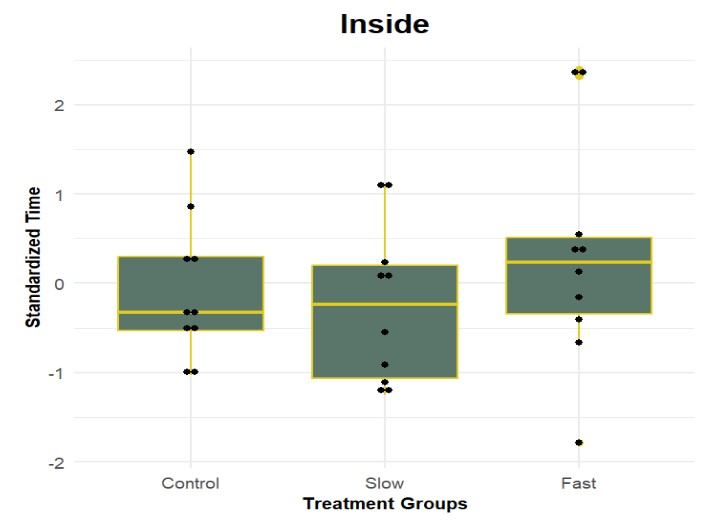 Inside
Standardized Time
2
1
0
-1
-2
Control Slow Fast
Treatment Groups